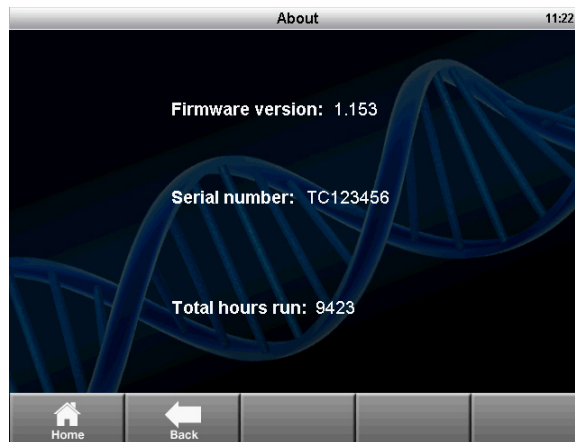 About 11:22
Firmware version: 1.153
Serial number: TC123456
Total hours run: 9423
Home Back